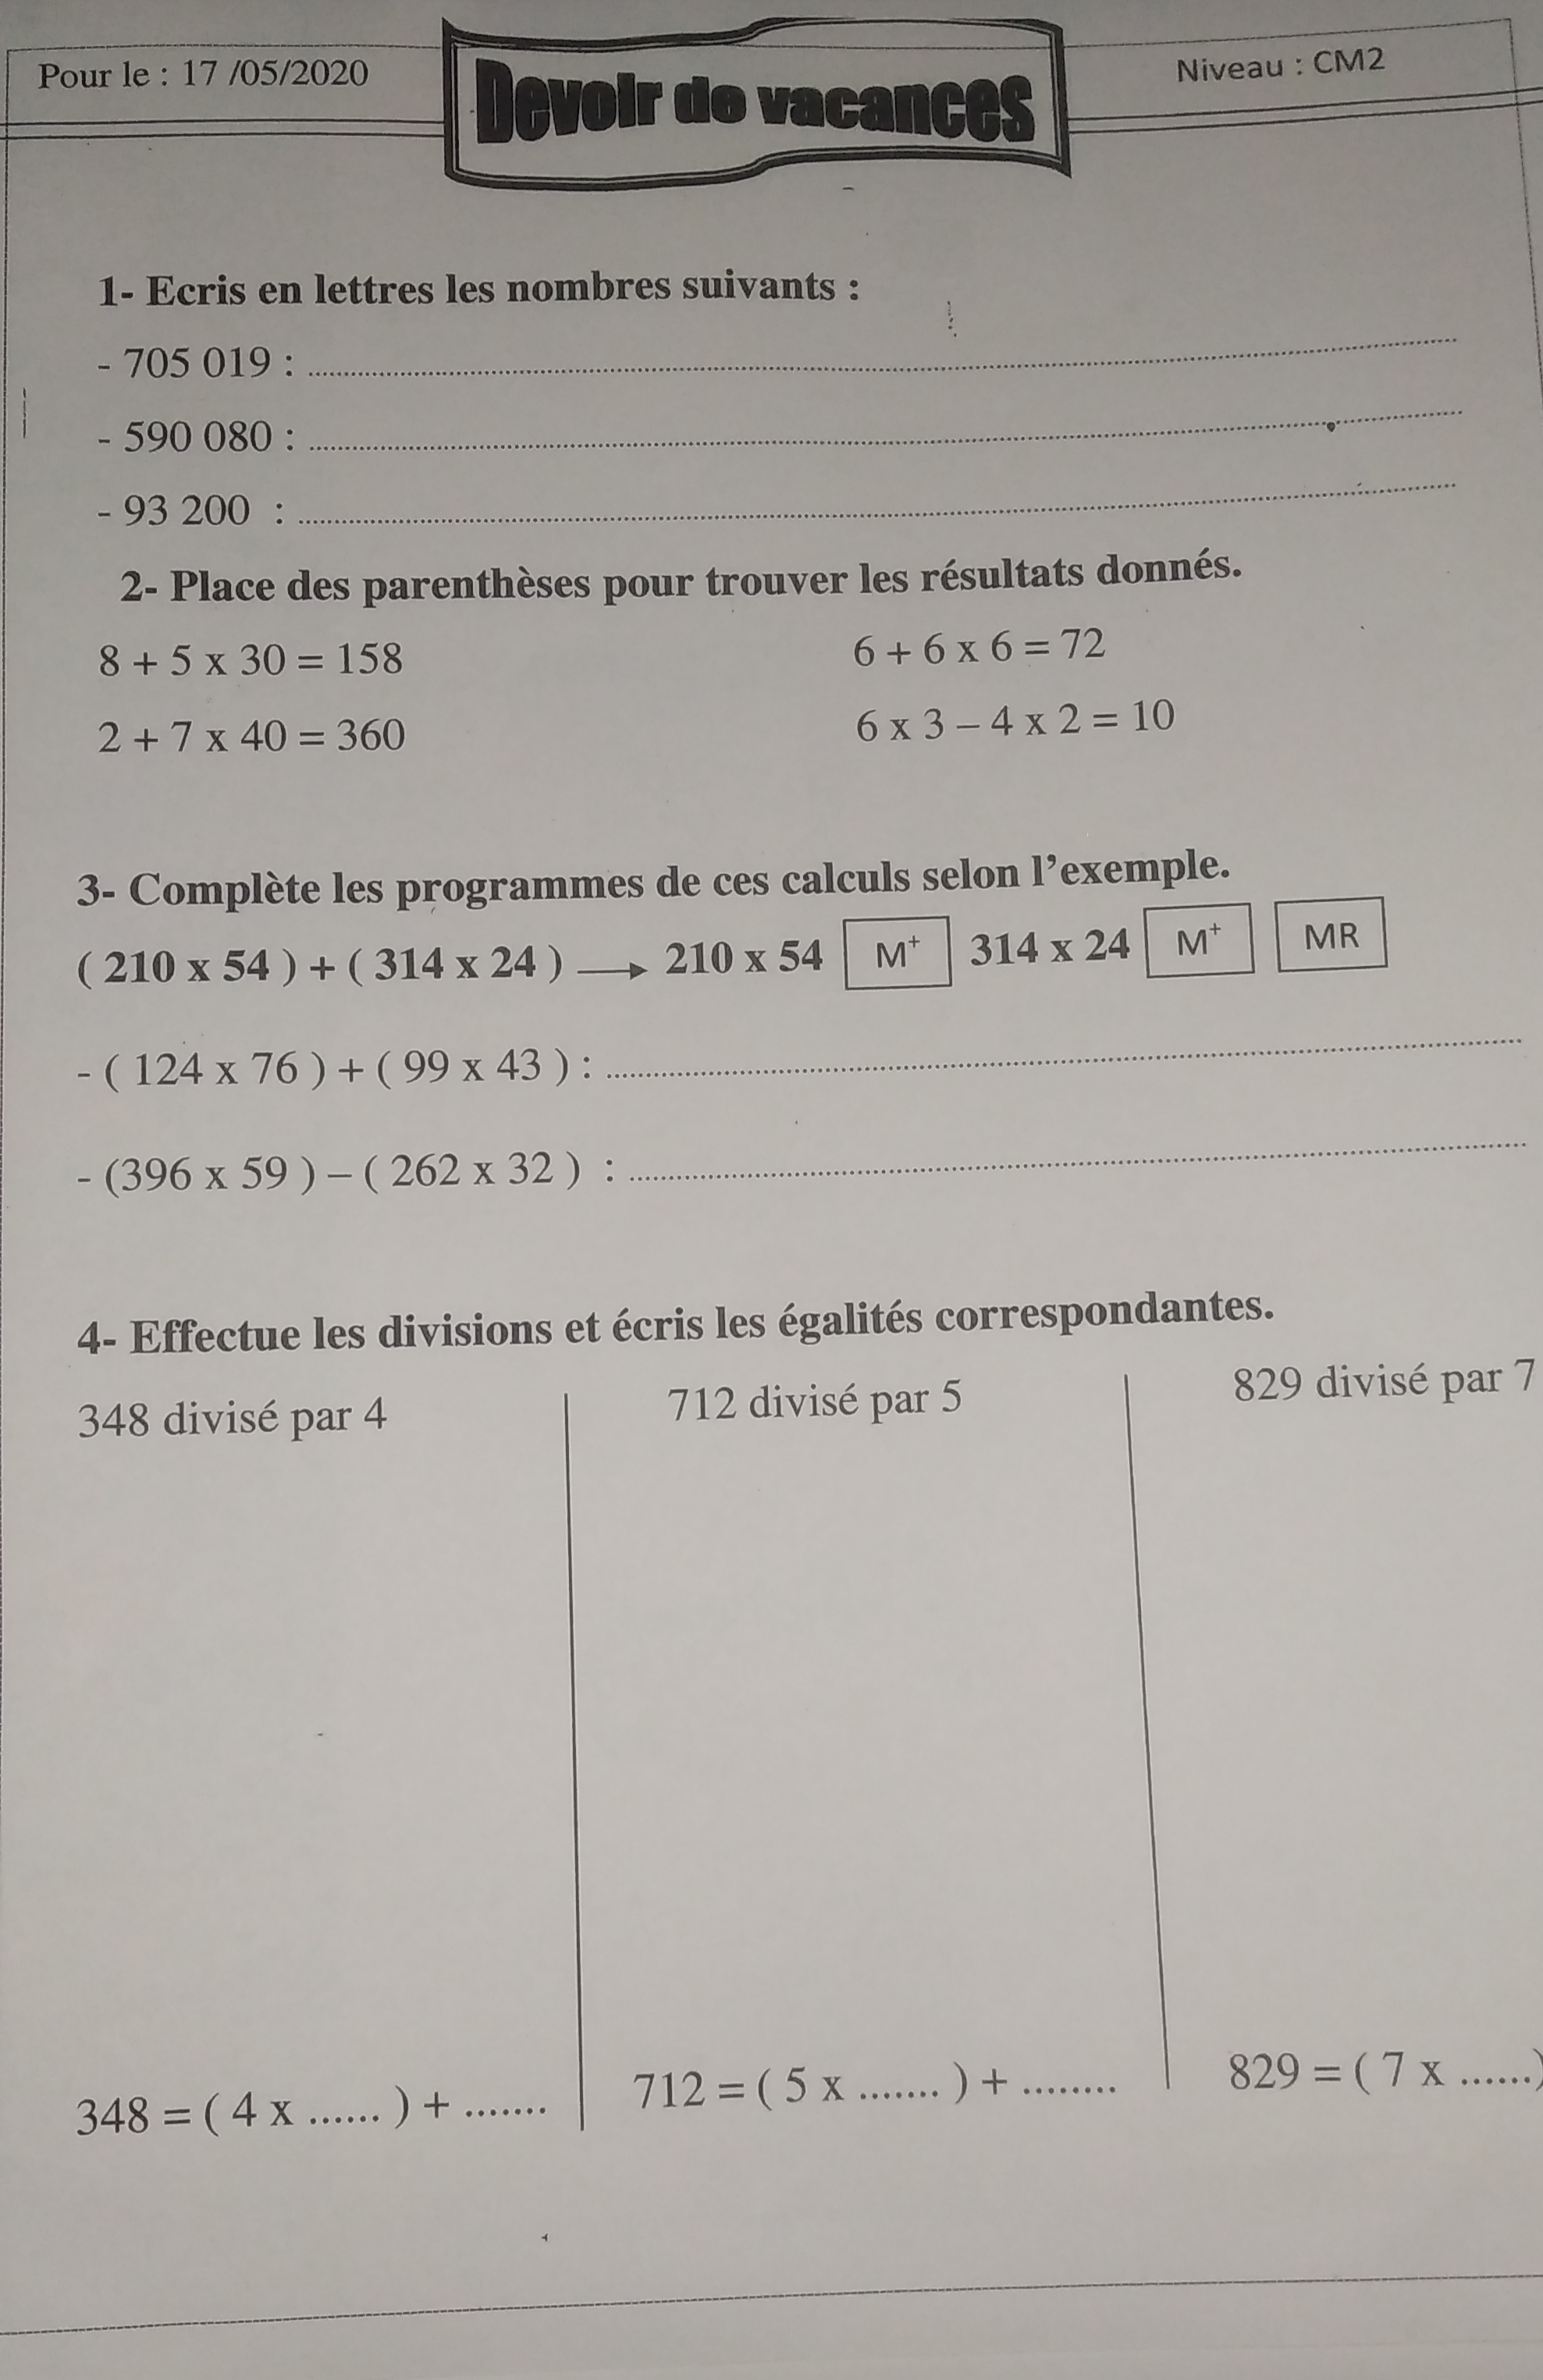 Pour le : 17 /05/2020
Devoir de vacances
Niveau : CM2
1- Ecris en lettres les nombres suivants :
- 705 019 : ........................................
- 590 080 : ........................................
- 93 200 : ........................................
2- Place des parenthèses pour trouver les résultats donnés.
8 + 5 x 30 = 158 6 + 6 x 6 = 72
2 + 7 x 40 = 360 6 x 3 – 4 x 2 = 10
3- Complète les programmes de ces calculs selon l’exemple.
( 210 x 54 ) + ( 314 x 24 ) → 210 x 54 M⁺ 314 x 24 M⁺ MR
- ( 124 x 76 ) + ( 99 x 43 ) : ........................................
- (396 x 59 ) – ( 262 x 32 ) : ........................................
4- Effectue les divisions et écris les égalités correspondantes.
348 divisé par 4 712 divisé par 5 829 divisé par 7
348 = ( 4 x ...... ) + ....... 712 = ( 5 x ....... ) + ........ 829 = ( 7 x ......)